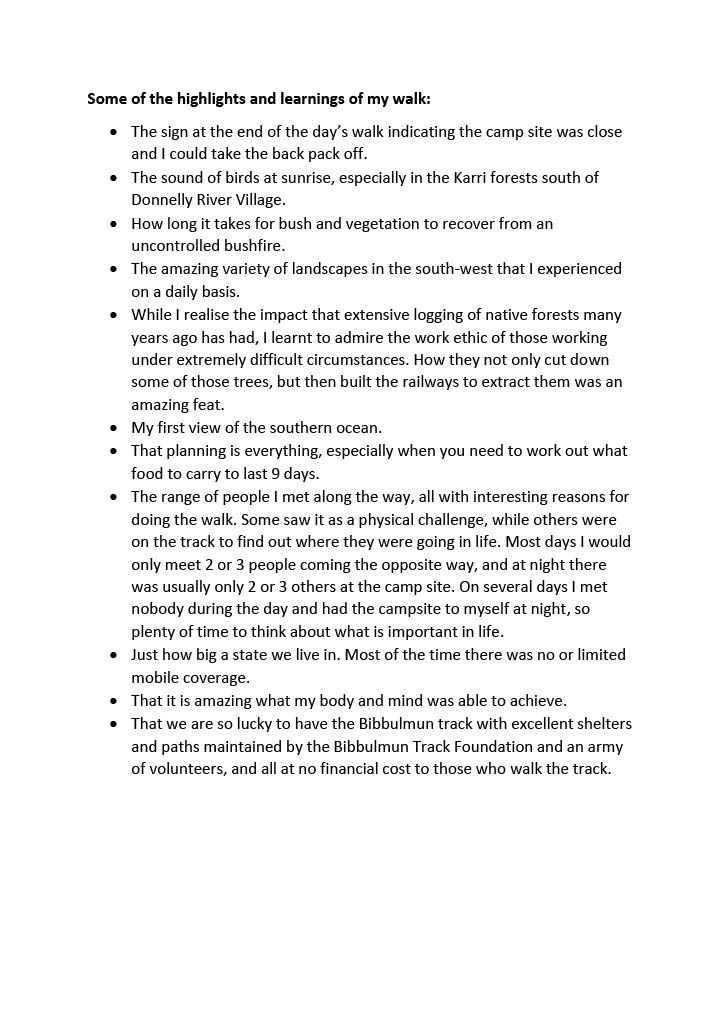 Some of the highlights and learnings of my walk:
• The sign at the end of the day’s walk indicating the camp site was close
and I could take the back pack off.
• The sound of birds at sunrise, especially in the Karri forests south of
Donnelly River Village.
• How long it takes for bush and vegetation to recover from an
uncontrolled bushfire.
• The amazing variety of landscapes in the south-west that I experienced
on a daily basis.
• While I realise the impact that extensive logging of native forests many
years ago has had, I learnt to admire the work ethic of those working
under extremely difficult circumstances. How they not only cut down
some of those trees, but then built the railways to extract them was an
amazing feat.
• My first view of the southern ocean.
• That planning is everything, especially when you need to work out what
food to carry to last 9 days.
• The range of people I met along the way, all with interesting reasons for
doing the walk. Some saw it as a physical challenge, while others were
on the track to find out where they were going in life. Most days I would
only meet 2 or 3 people coming the opposite way, and at night there
was usually only 2 or 3 others at the camp site. On several days I met
nobody during the day and had the campsite to myself at night, so
plenty of time to think about what is important in life.
• Just how big a state we live in. Most of the time there was no or limited
mobile coverage.
• That it is amazing what my body and mind was able to achieve.
• That we are so lucky to have the Bibbulmun track with excellent shelters
and paths maintained by the Bibbulmun Track Foundation and an army
of volunteers, and all at no financial cost to those who walk the track.